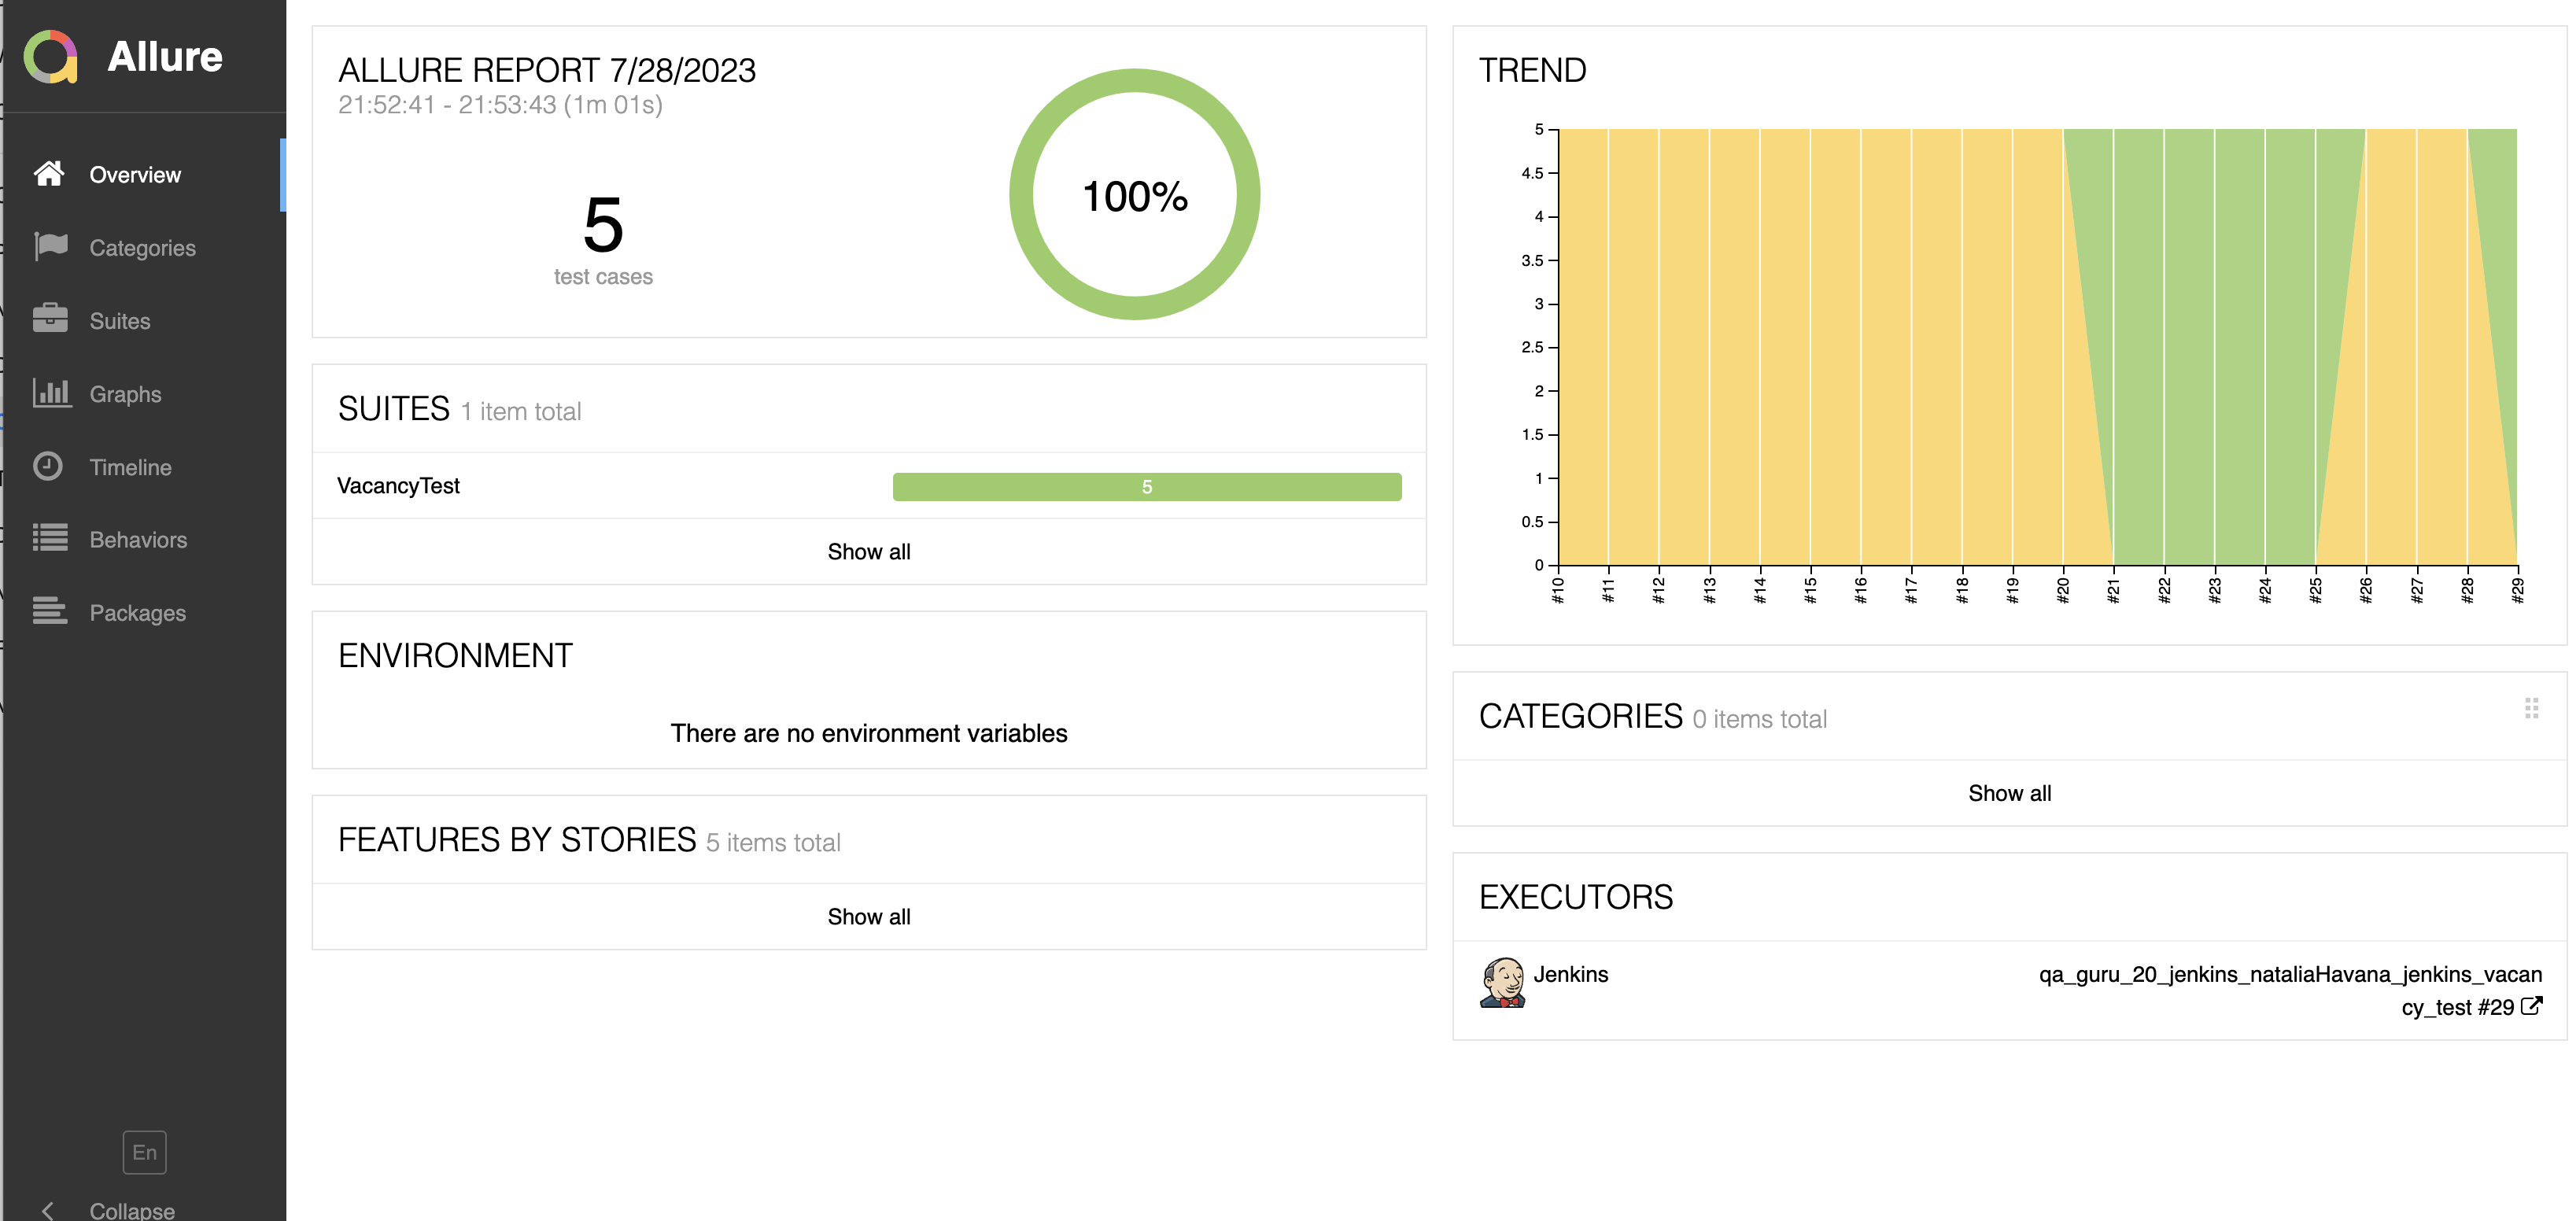 Allure
Overview
Categories
Suites
Graphs
Timeline
Behaviors
Packages
En
Collapse
ALLURE REPORT 7/28/2023
21:52:41 - 21:53:43 (1m 01s)
5
test cases
100%
SUITES 1 item total
VacancyTest 5
Show all
ENVIRONMENT
There are no environment variables
FEATURES BY STORIES 5 items total
Show all
TREND
5
4.5
4
3.5
3
2.5
2
1.5
1
0.5
0
#10 #11 #12 #13 #14 #15 #16 #17 #18 #19 #20 #21 #22 #23 #24 #25 #26 #27 #28 #29
CATEGORIES 0 items total
Show all
EXECUTORS
Jenkins qa_guru_20_jenkins_nataliaHavana_jenkins_vacan
cy_test #29